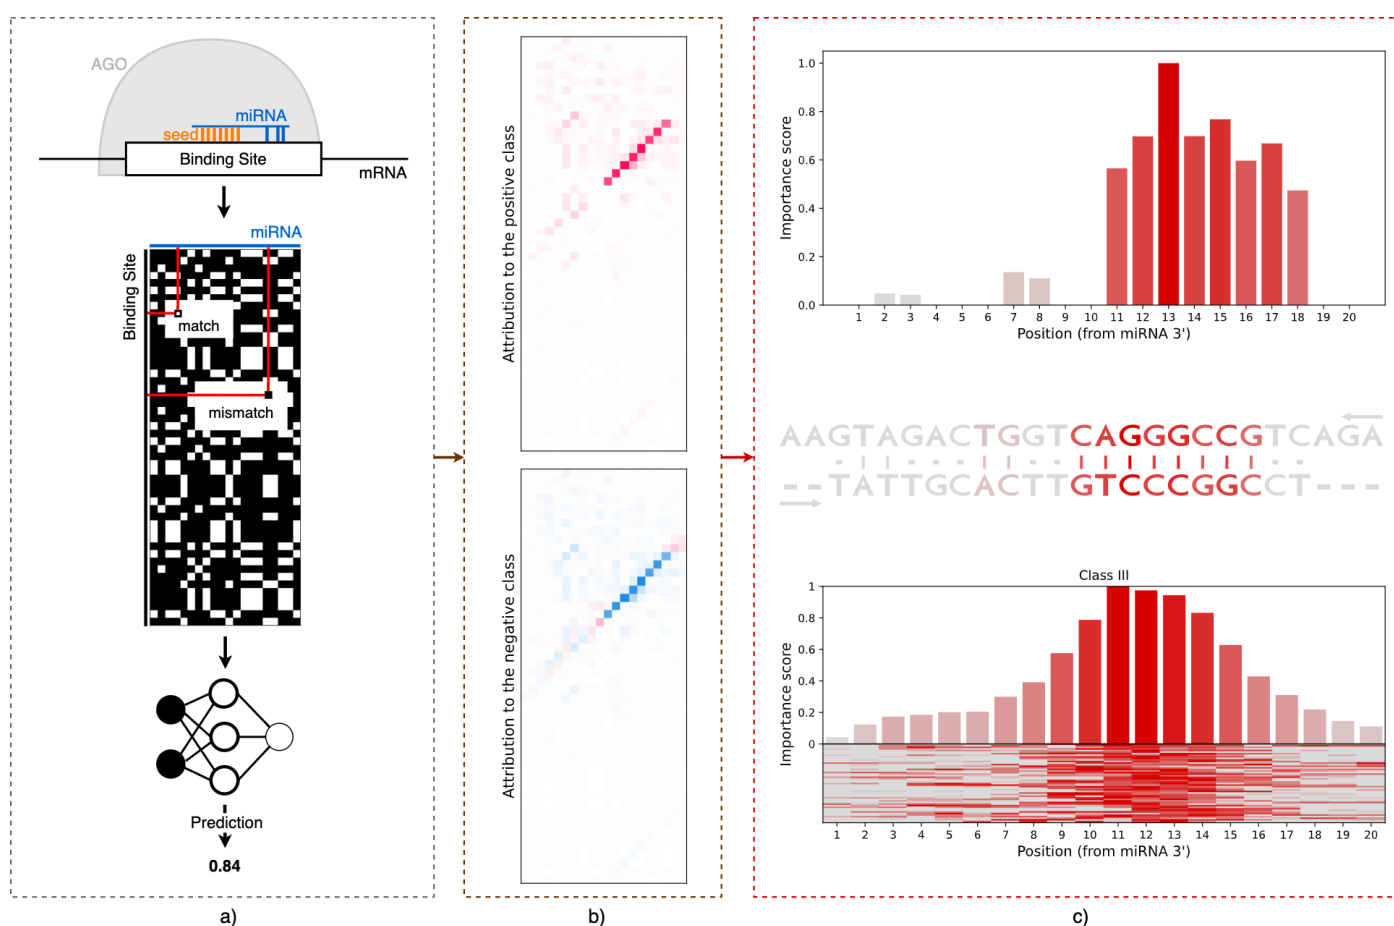 AGO
miRNA
seed
Binding Site
mRNA
miRNA
Binding Site
match
mismatch
Prediction
0.84
a)
Attribution to the positive class
Attribution to the negative class
b)
Importance score
1.0
0.8
0.6
0.4
0.2
0.0
1 2 3 4 5 6 7 8 9 10 11 12 13 14 15 16 17 18 19 20
Position (from miRNA 3')
AAGTAGACTGGTCAGGGCCGTCAGA
--TATTGCACTTGTCCCGGCCT---
Class III
Importance score
1
0.8
0.6
0.4
0.2
0
1 2 3 4 5 6 7 8 9 10 11 12 13 14 15 16 17 18 19 20
Position (from miRNA 3')
c)